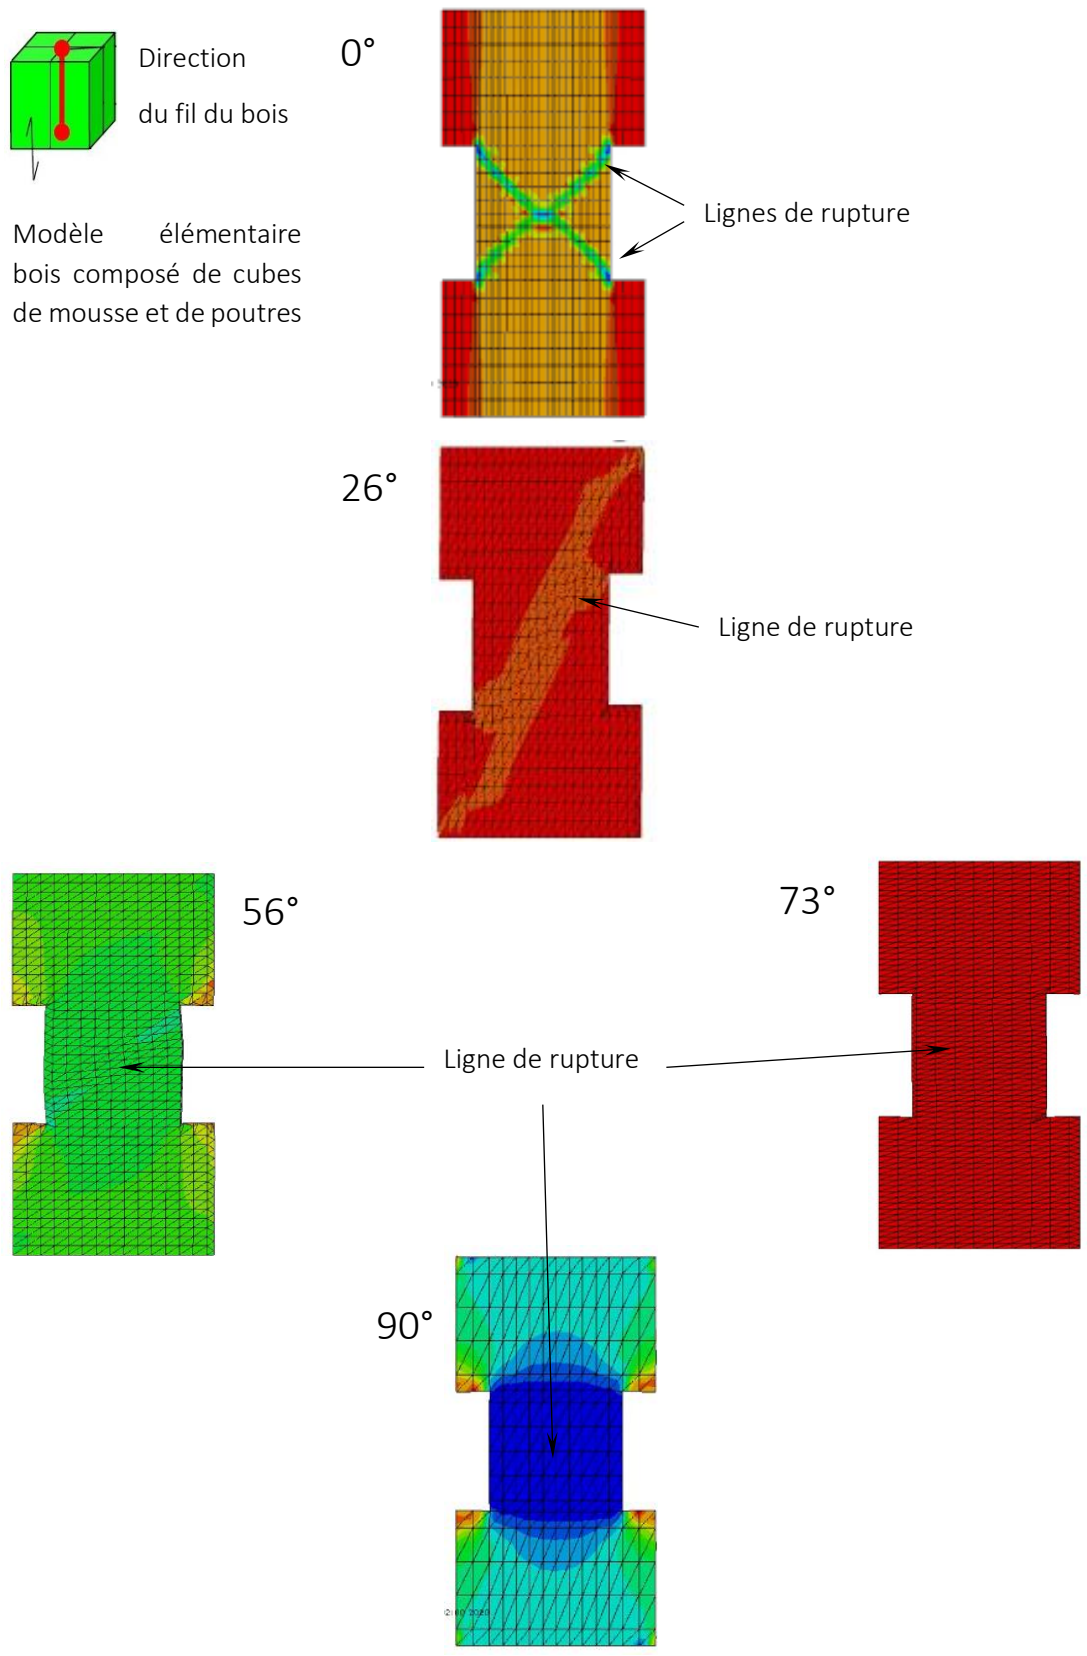 Direction
du fil du bois
0°
Lignes de rupture
Modèle élémentaire
bois composé de cubes
de mousse et de poutres
26°
Ligne de rupture
56°
73°
Ligne de rupture
90°